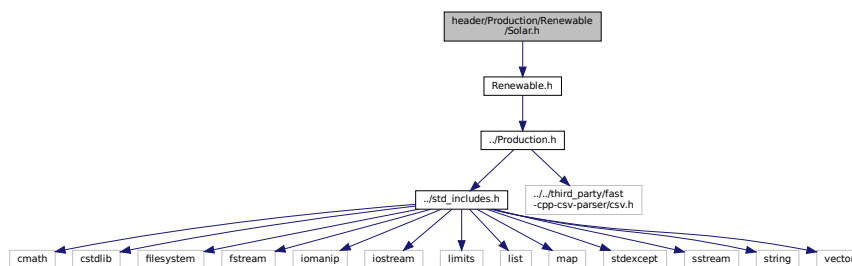 header/Production/Renewable
/Solar.h
Renewable.h
../Production.h
../std_includes.h
../../third_party/fast
-cpp-csv-parser/csv.h
cmath
cstdlib
filesystem
fstream
iomanip
iostream
limits
list
map
stdexcept
sstream
string
vector